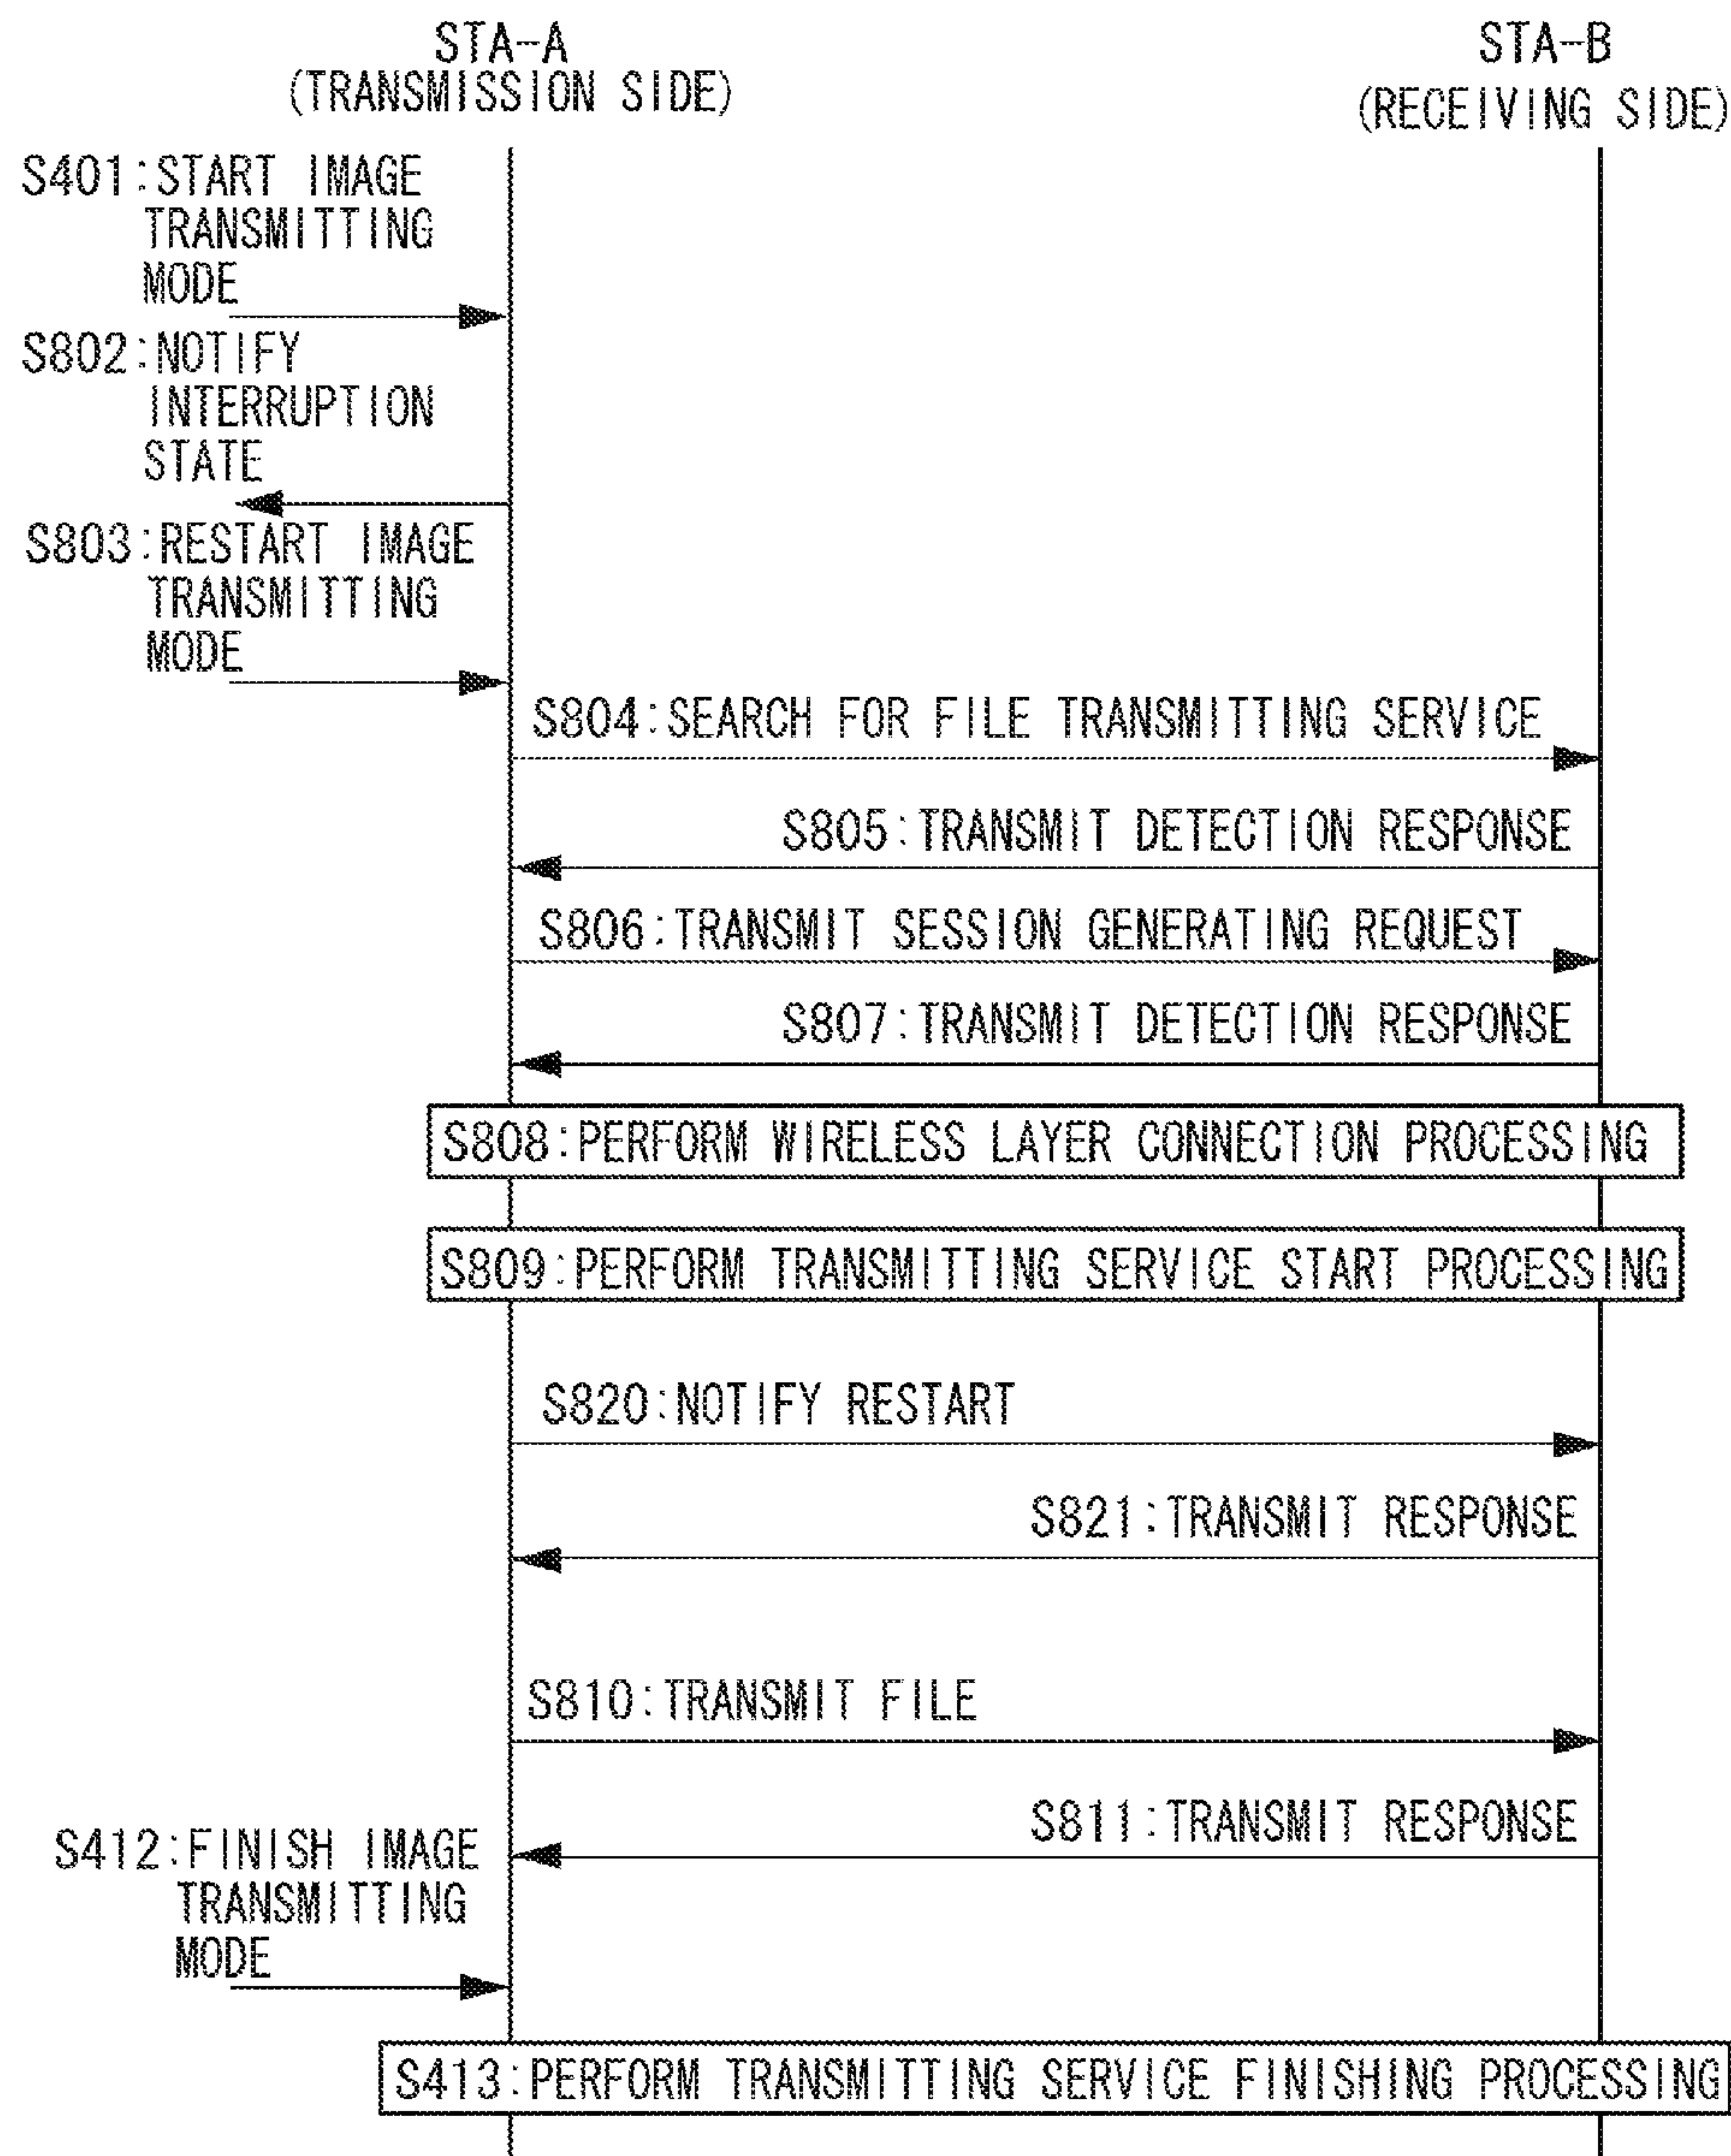 STA-A
(TRANSMISSION SIDE)
STA-B
(RECEIVING SIDE)
S401:START IMAGE
TRANSMITTING
MODE
S802:NOTIFY
INTERRUPTION
STATE
S803:RESTART IMAGE
TRANSMITTING
MODE
S804:SEARCH FOR FILE TRANSMITTING SERVICE
S805:TRANSMIT DETECTION RESPONSE
S806:TRANSMIT SESSION GENERATING REQUEST
S807:TRANSMIT DETECTION RESPONSE
S808:PERFORM WIRELESS LAYER CONNECTION PROCESSING
S809:PERFORM TRANSMITTING SERVICE START PROCESSING
S820:NOTIFY RESTART
S821:TRANSMIT RESPONSE
S810:TRANSMIT FILE
S811:TRANSMIT RESPONSE
S412:FINISH IMAGE
TRANSMITTING
MODE
S413:PERFORM TRANSMITTING SERVICE FINISHING PROCESSING